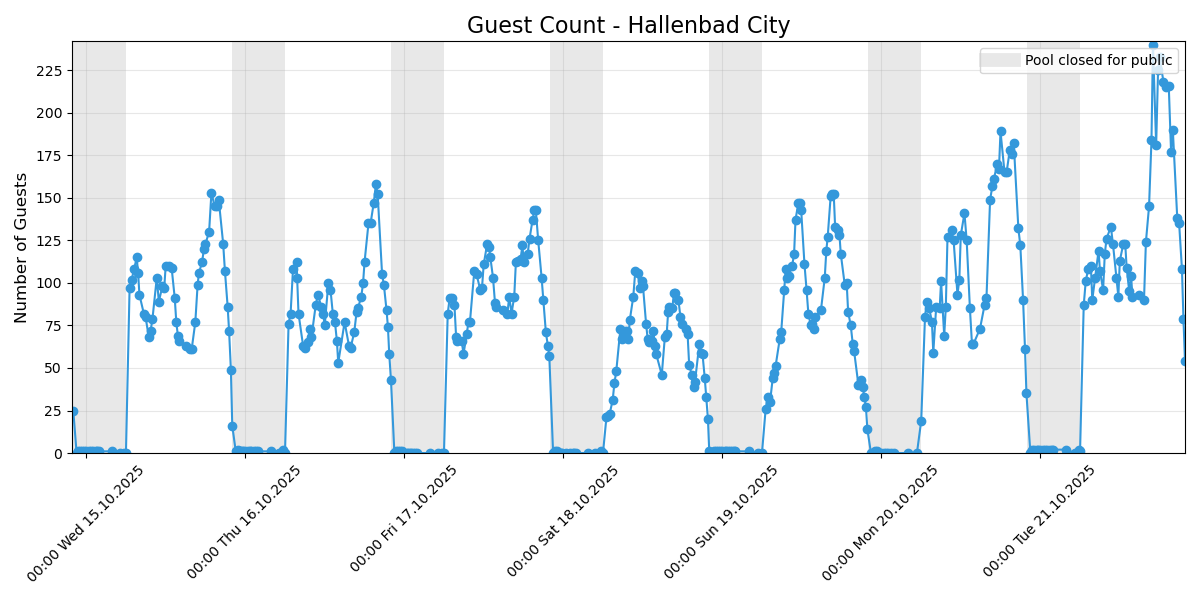 Guest Count - Hallenbad City
Pool closed for public
Number of Guests
225
200
175
150
125
100
75
50
25
0
00:00 Wed 15.10.2025
00:00 Thu 16.10.2025
00:00 Fri 17.10.2025
00:00 Sat 18.10.2025
00:00 Sun 19.10.2025
00:00 Mon 20.10.2025
00:00 Tue 21.10.2025